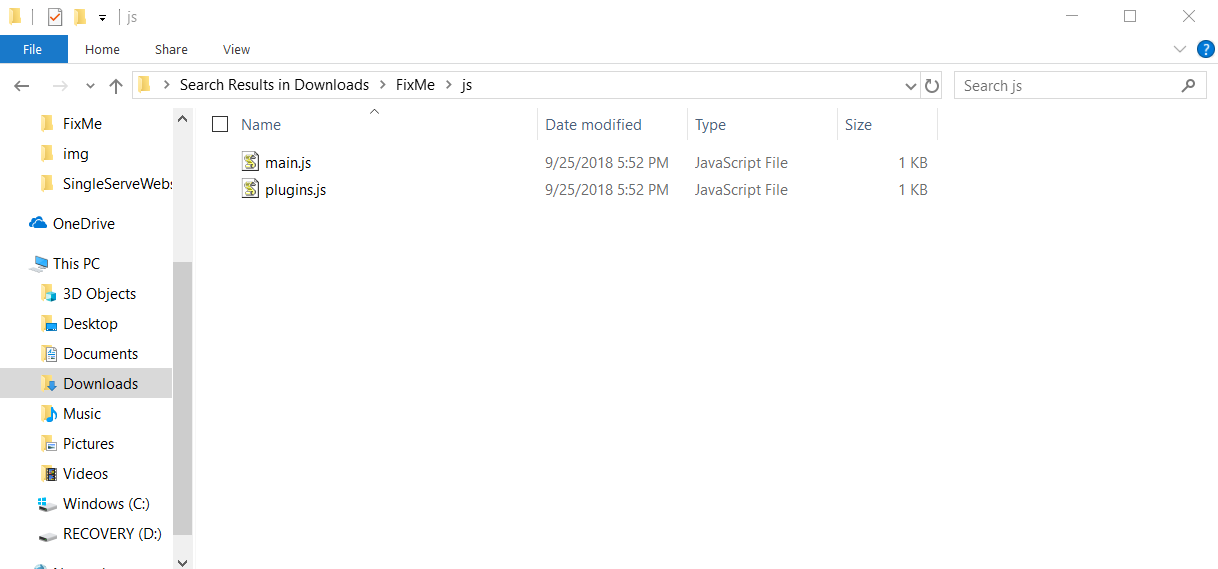 js
File Home Share View
?
Search Results in Downloads FixMe js Search js
FixMe
img
SingleServeWebs
OneDrive
This PC
3D Objects
Desktop
Documents
Downloads
Music
Pictures
Videos
Windows (C:)
RECOVERY (D:)
Name Date modified Type Size
main.js 9/25/2018 5:52 PM JavaScript File 1 KB
plugins.js 9/25/2018 5:52 PM JavaScript File 1 KB